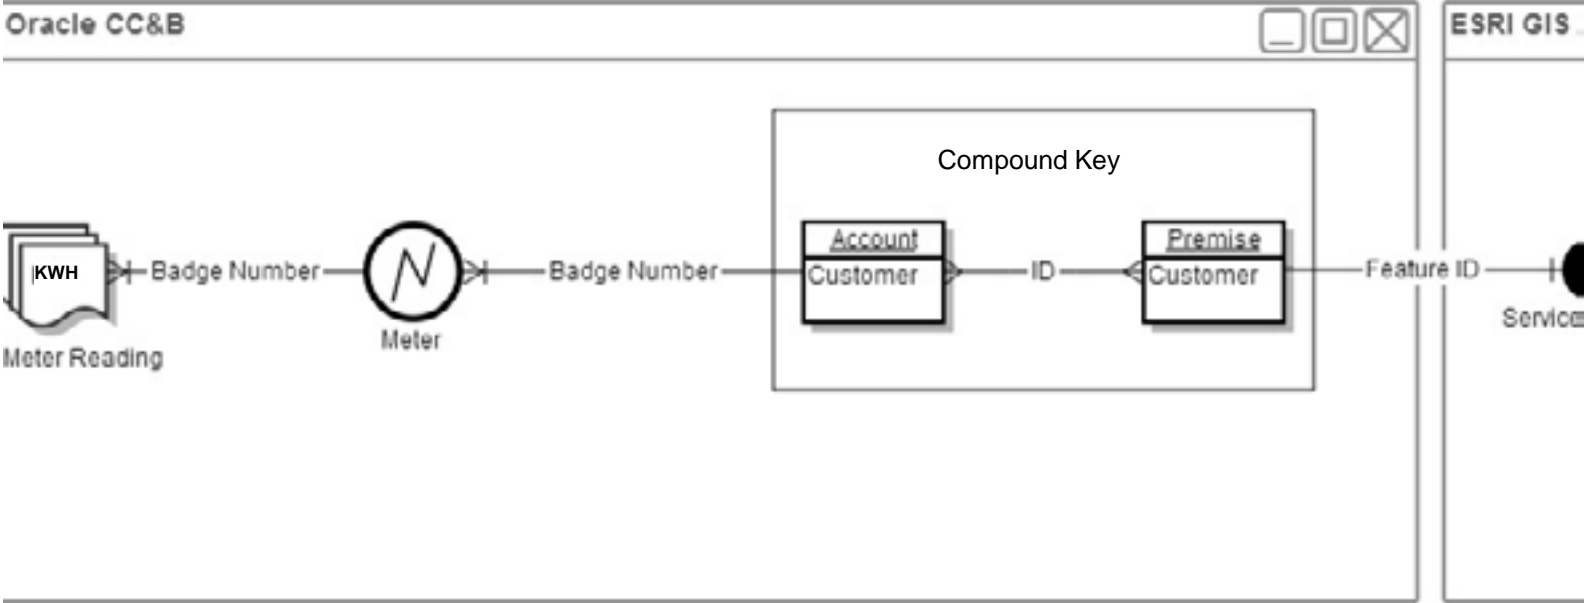 Oracle CC&B
ESRI GIS
Compound Key
Account
Customer
Premise
Customer
KWH
Badge Number
Badge Number
ID
Feature ID
Meter
Meter Reading
Service